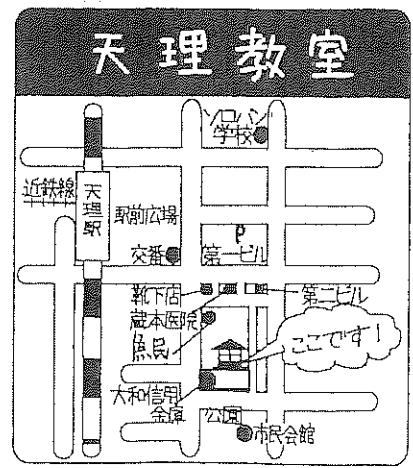 天理教室
ソロバン
学校
近鉄線
天理駅
駅前広場
P
交番
第一ビル
靴下店
第二ビル
蔵本医院
魚民
ここです!
大和信用
金庫
公園
市民会館